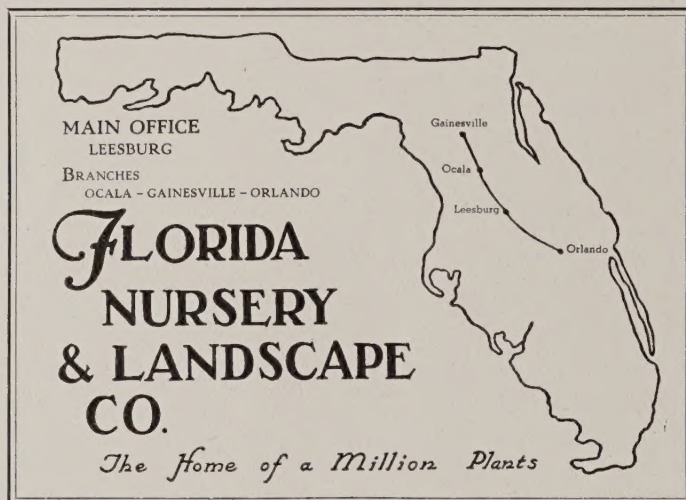 MAIN OFFICE
LEESBURG
BRANCHES
OCALA - GAINESVILLE - ORLANDO
FLORIDA
NURSERY
& LANDSCAPE
CO.
The Home of a Million Plants
Gainesville
Ocala
Leesburg
Orlando